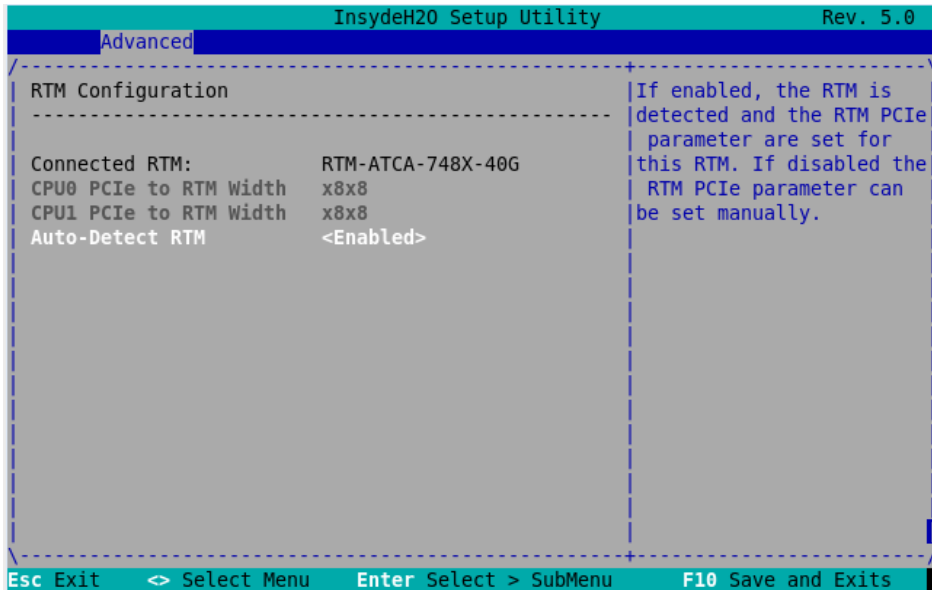 InsydeH2O Setup Utility Rev. 5.0
Advanced
RTM Configuration
Connected RTM: RTM-ATCA-748X-40G
CPU0 PCIe to RTM Width x8x8
CPU1 PCIe to RTM Width x8x8
Auto-Detect RTM <Enabled>
If enabled, the RTM is
detected and the RTM PCIe
parameter are set for
this RTM. If disabled the
RTM PCIe parameter can
be set manually.
Esc Exit <> Select Menu Enter Select > SubMenu F10 Save and Exits